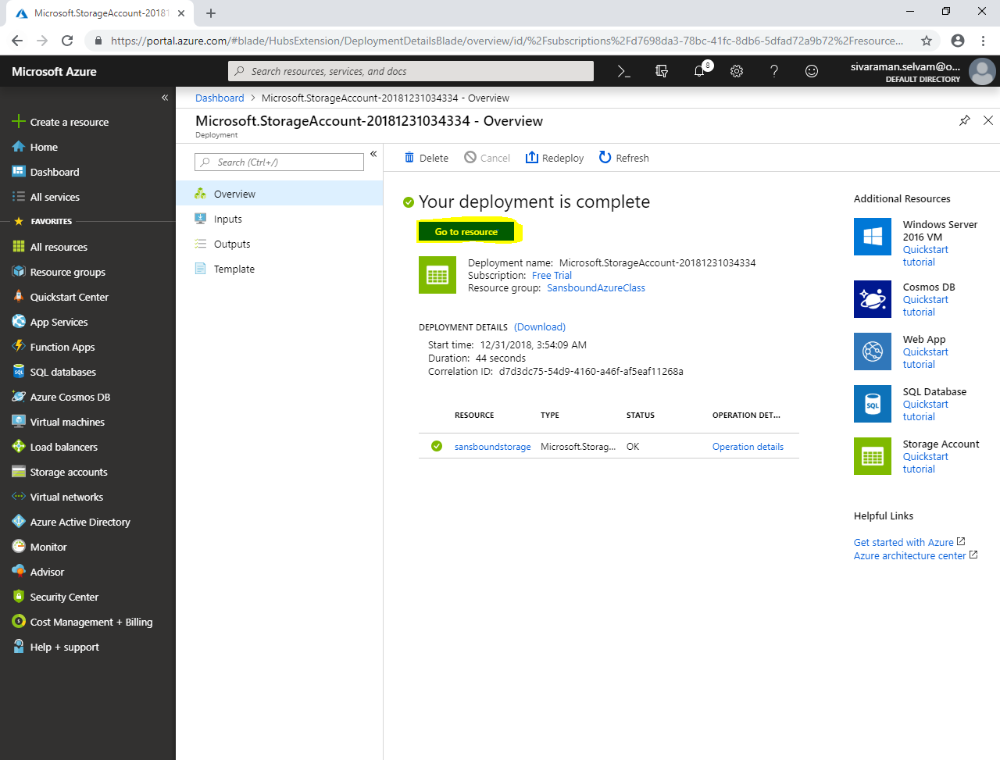 Microsoft.StorageAccount-20181
https://portal.azure.com/#blade/HubsExtension/DeploymentDetailsBlade/overview/id/%2Fsubscriptions%2Fd7698da3-78bc-41fc-8db6-5dfad72a9b72%2Fresource...
Microsoft Azure
Search resources, services, and docs
8
sivaraman.selvam@o...
DEFAULT DIRECTORY
Create a resource
Home
Dashboard
All services
FAVORITES
All resources
Resource groups
Quickstart Center
App Services
Function Apps
SQL databases
Azure Cosmos DB
Virtual machines
Load balancers
Storage accounts
Virtual networks
Azure Active Directory
Monitor
Advisor
Security Center
Cost Management + Billing
Help + support
Dashboard > Microsoft.StorageAccount-20181231034334 - Overview
Microsoft.StorageAccount-20181231034334 - Overview
Deployment
Search (Ctrl+/)
Overview
Inputs
Outputs
Template
Delete Cancel Redeploy Refresh
Your deployment is complete
Go to resource
Deployment name: Microsoft.StorageAccount-20181231034334
Subscription: Free Trial
Resource group: SansboundAzureClass
DEPLOYMENT DETAILS (Download)
Start time: 12/31/2018, 3:54:09 AM
Duration: 44 seconds
Correlation ID: d7d3dc75-54d9-4160-a46f-af5eaf11268a
RESOURCE TYPE STATUS OPERATION DET...
sansboundstorage Microsoft.Storag... OK Operation details
Additional Resources
Windows Server
2016 VM
Quickstart
tutorial
Cosmos DB
Quickstart
tutorial
Web App
Quickstart
tutorial
SQL
SQL Database
Quickstart
tutorial
Storage Account
Quickstart
tutorial
Helpful Links
Get started with Azure
Azure architecture center